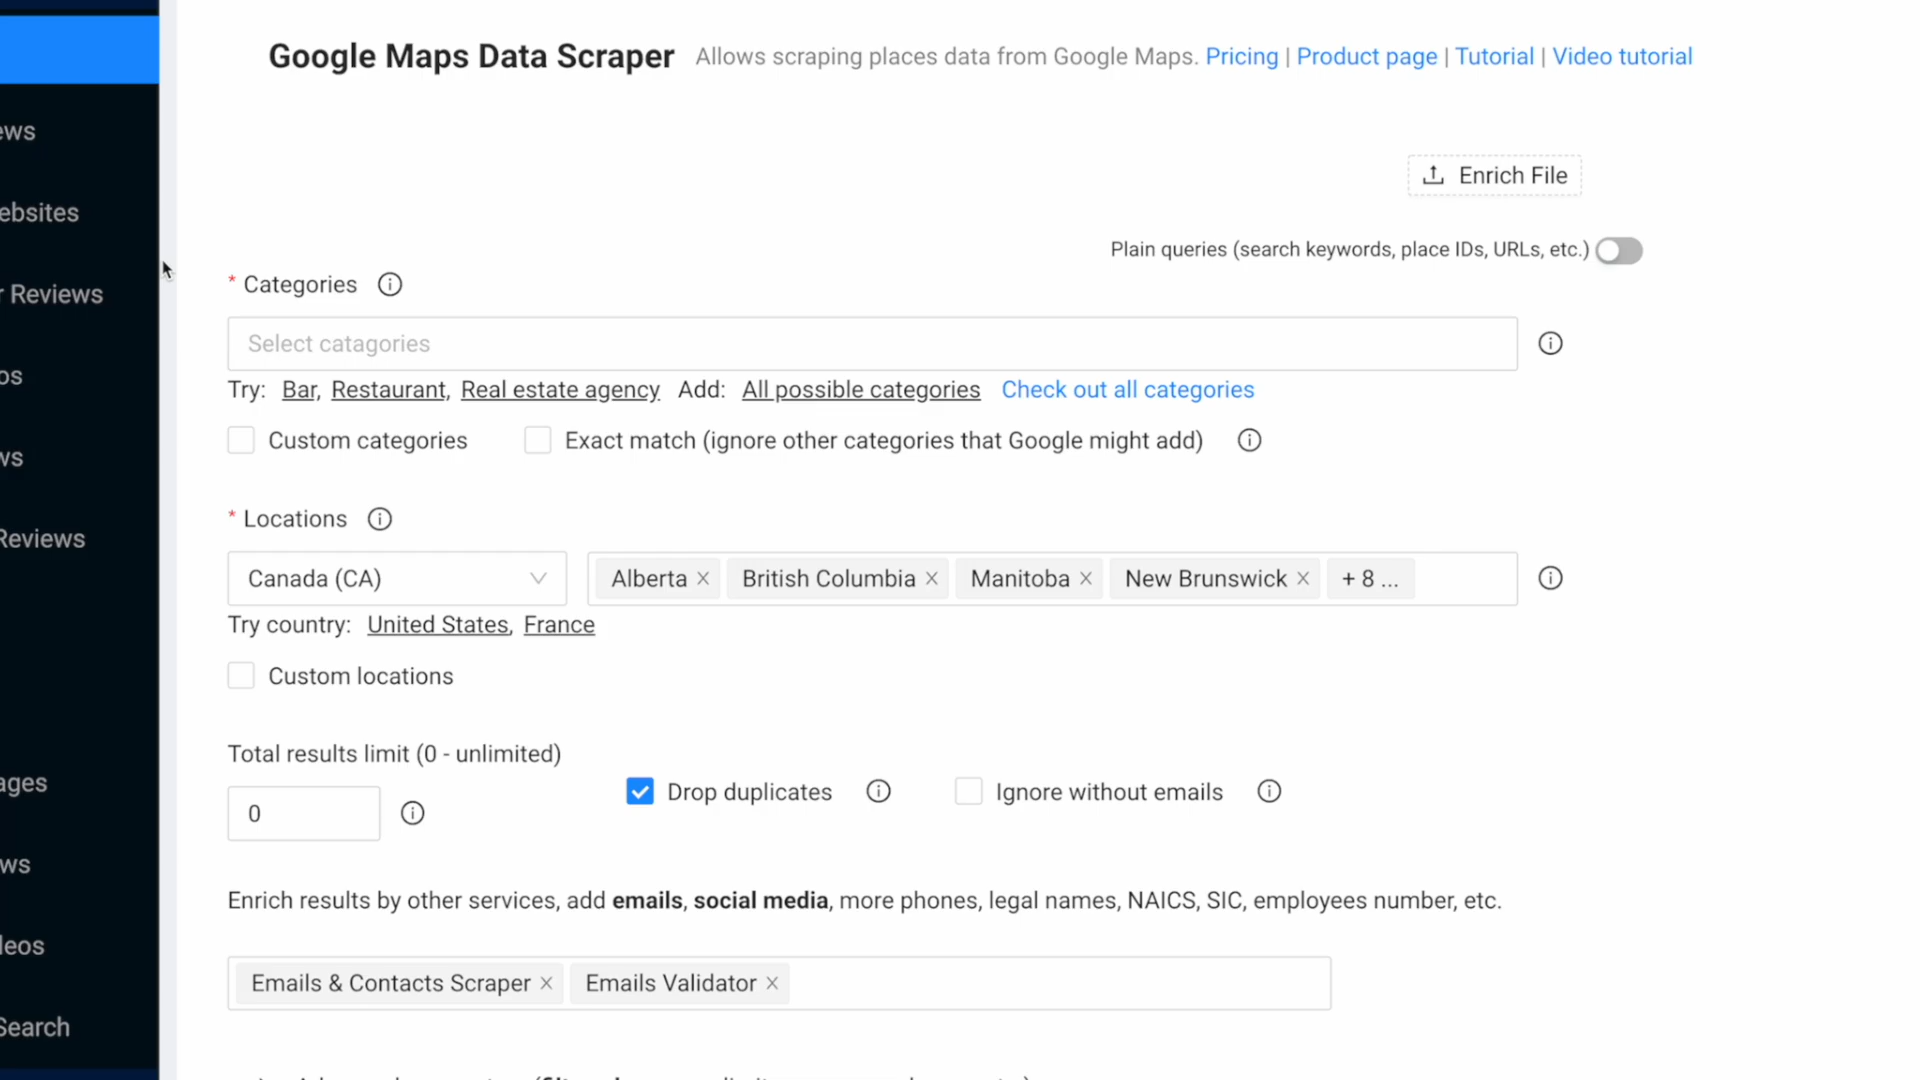 Google Maps Data Scraper Allows scraping places data from Google Maps. Pricing | Product page | Tutorial | Video tutorial
ews
ebsites
r Reviews
os
ws
Reviews
ages
ws
leos
Search
Enrich File
Plain queries (search keywords, place IDs, URLs, etc.)
* Categories
Select catagories
Try: Bar, Restaurant, Real estate agency Add: All possible categories Check out all categories
Custom categories Exact match (ignore other categories that Google might add)
* Locations
Canada (CA) Alberta × British Columbia × Manitoba × New Brunswick × + 8 ...
Try country: United States, France
Custom locations
Total results limit (0 - unlimited)
0
Drop duplicates Ignore without emails
Enrich results by other services, add emails, social media, more phones, legal names, NAICS, SIC, employees number, etc.
Emails & Contacts Scraper × Emails Validator ×